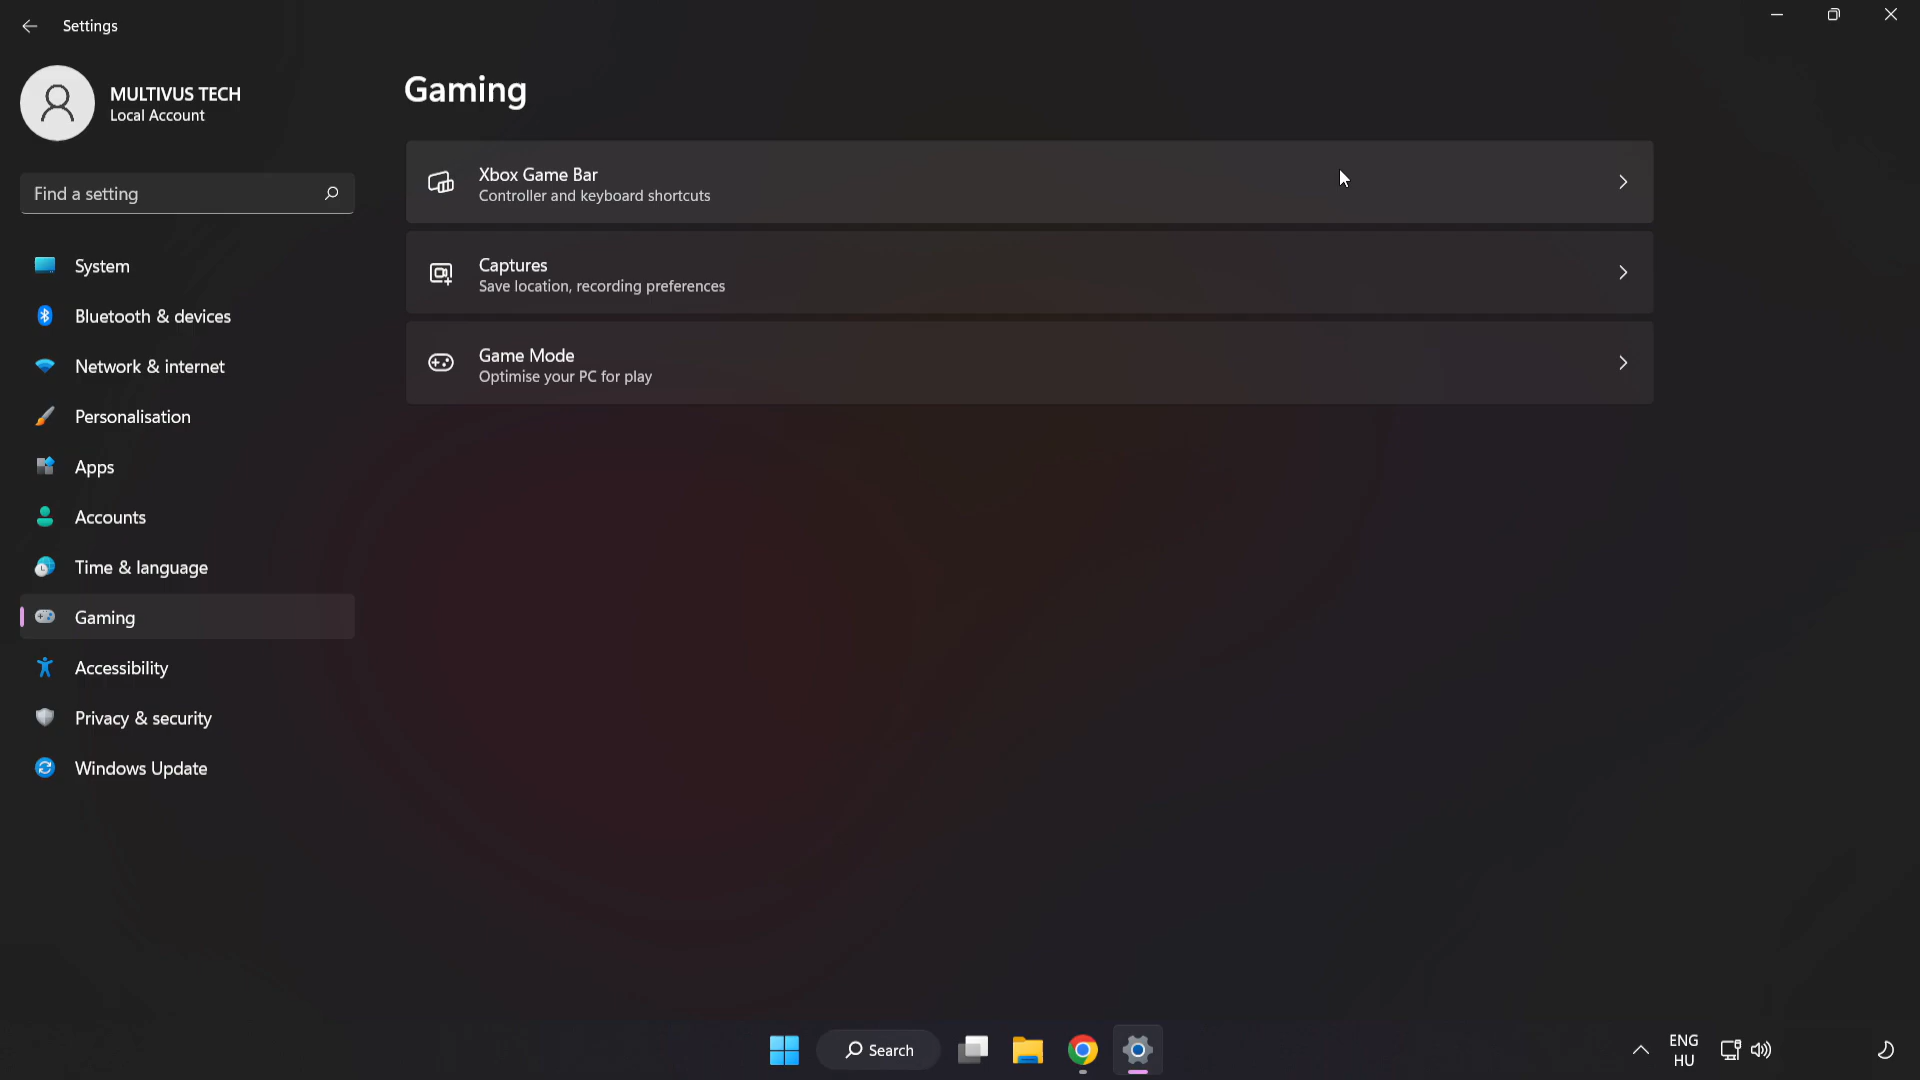 Settings
MULTIVUS TECH
Local Account
Find a setting
System
Bluetooth & devices
Network & internet
Personalisation
Apps
Accounts
Time & language
Gaming
Accessibility
Privacy & security
Windows Update
Gaming
Xbox Game Bar
Controller and keyboard shortcuts
Captures
Save location, recording preferences
Game Mode
Optimise your PC for play
Search
ENG
HU